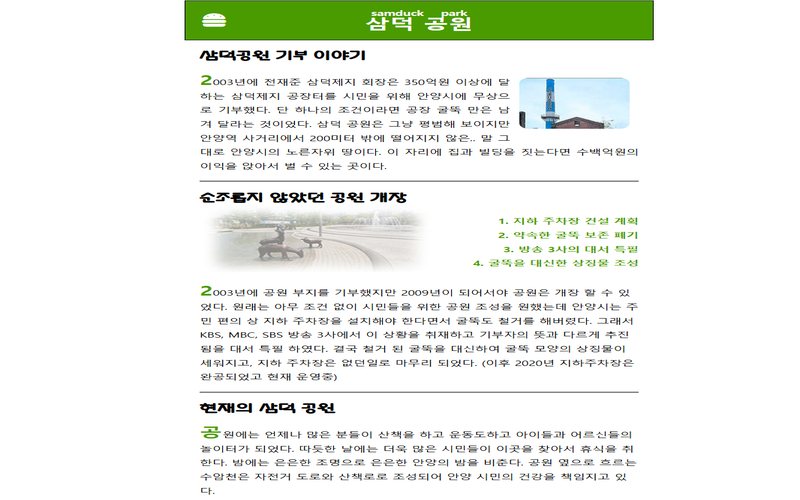 samduck park
삼덕 공원
삼덕공원 기부 이야기
2003년에 전재준 삼덕제지 회장은 350억원 이상에 달
하는 삼덕제지 공장터를 시민을 위해 안양시에 무상으
로 기부했다. 단 하나의 조건이라면 공장 굴뚝 만은 남
겨 달라는 것이었다. 삼덕 공원은 그냥 평범해 보이지만
안양역 사거리에서 200미터 밖에 떨어지지 않은.. 말 그
대로 안양시의 노른자위 땅이다. 이 자리에 집과 빌딩을 짓는다면 수백억원의
이익을 앉아서 벌 수 있는 곳이다.
순조롭지 않았던 공원 개장
1. 지하 주차장 건설 계획
2. 약속한 굴뚝 보존 폐기
3. 방송 3사의 대서 특필
4. 굴뚝을 대신한 상징물 조성
2003년에 공원 부지를 기부했지만 2009년이 되어서야 공원은 개장 할 수 있
었다. 원래는 아무 조건 없이 시민들을 위한 공원 조성을 원했는데 안양시는 주
민 편의 상 지하 주차장을 설치해야 한다면서 굴뚝도 철거를 해버렸다. 그래서
KBS, MBC, SBS 방송 3사에서 이 상황을 취재하고 기부자의 뜻과 다르게 추진
됨을 대서 특필 하였다. 결국 철거 된 굴뚝을 대신하여 굴뚝 모양의 상징물이
세워지고, 지하 주차장은 없던일로 마무리 되었다. (이후 2020년 지하주차장은
완공되었고 현재 운영중)
현재의 삼덕 공원
공원에는 언제나 많은 분들이 산책을 하고 운동도하고 아이들과 어르신들의
놀이터가 되었다. 따듯한 날에는 더욱 많은 시민들이 이곳을 찾아서 휴식을 취
한다. 밤에는 은은한 조명으로 은은한 안양의 밤을 비춘다. 공원 옆으로 흐르는
수암천은 자전거 도로와 산책로로 조성되어 안양 시민의 건강을 책임지고 있
다.